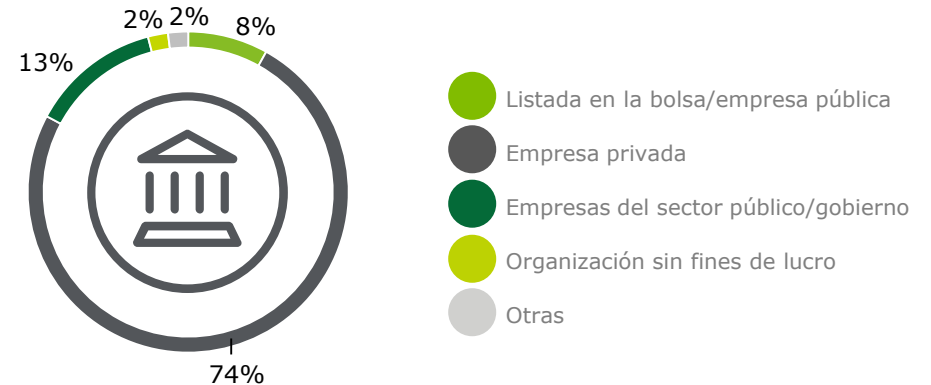 2% 2%
8%
13%
Listada en la bolsa/empresa pública
Empresa privada
Empresas del sector público/gobierno
Organización sin fines de lucro
Otras
74%